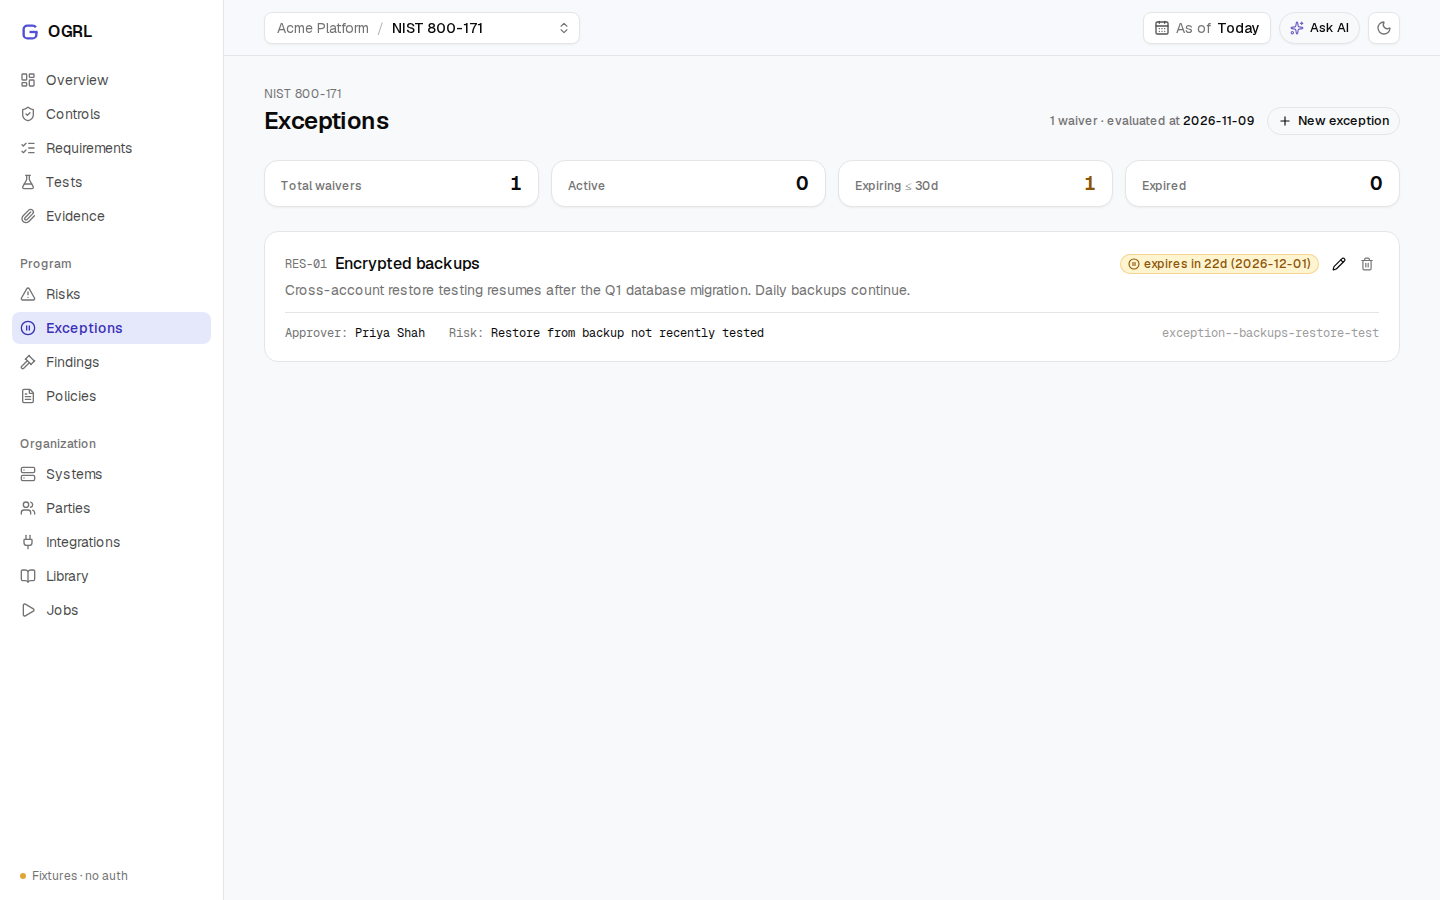 OGRL
Acme Platform / NIST 800-171
As of Today
Ask AI
Overview
Controls
Requirements
Tests
Evidence
Program
Risks
Exceptions
Findings
Policies
Organization
Systems
Parties
Integrations
Library
Jobs
Fixtures · no auth
NIST 800-171
Exceptions
1 waiver · evaluated at 2026-11-09
New exception
Total waivers 1
Active 0
Expiring ≤ 30d 1
Expired 0
RES-01 Encrypted backups
expires in 22d (2026-12-01)
Cross-account restore testing resumes after the Q1 database migration. Daily backups continue.
Approver: Priya Shah Risk: Restore from backup not recently tested
exception--backups-restore-test